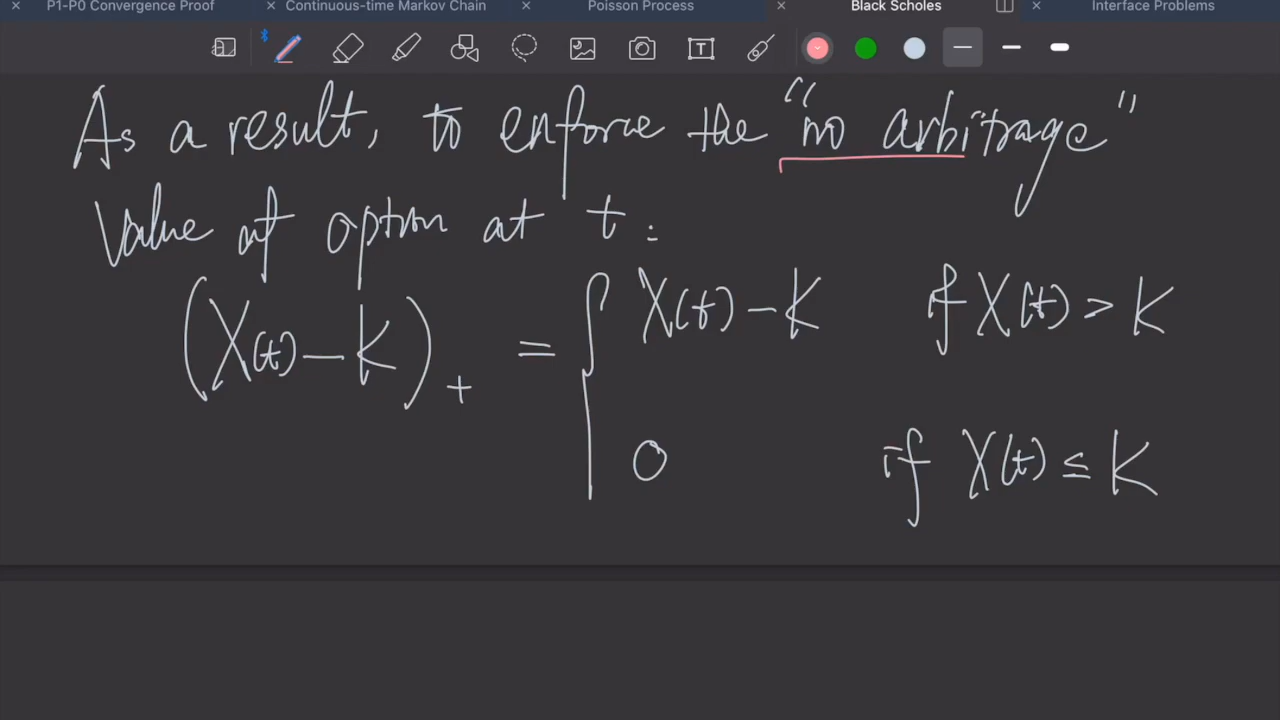 P1-P0 Convergence Proof × Continuous-time Markov Chain × Poisson Process × Black Scholes × Interface Problems
As a result, to enforce the "no arbitrage"
Value of option at t:
(X(t) - K)₊ = { X(t) - K if X(t) > K
0 if X(t) ≤ K